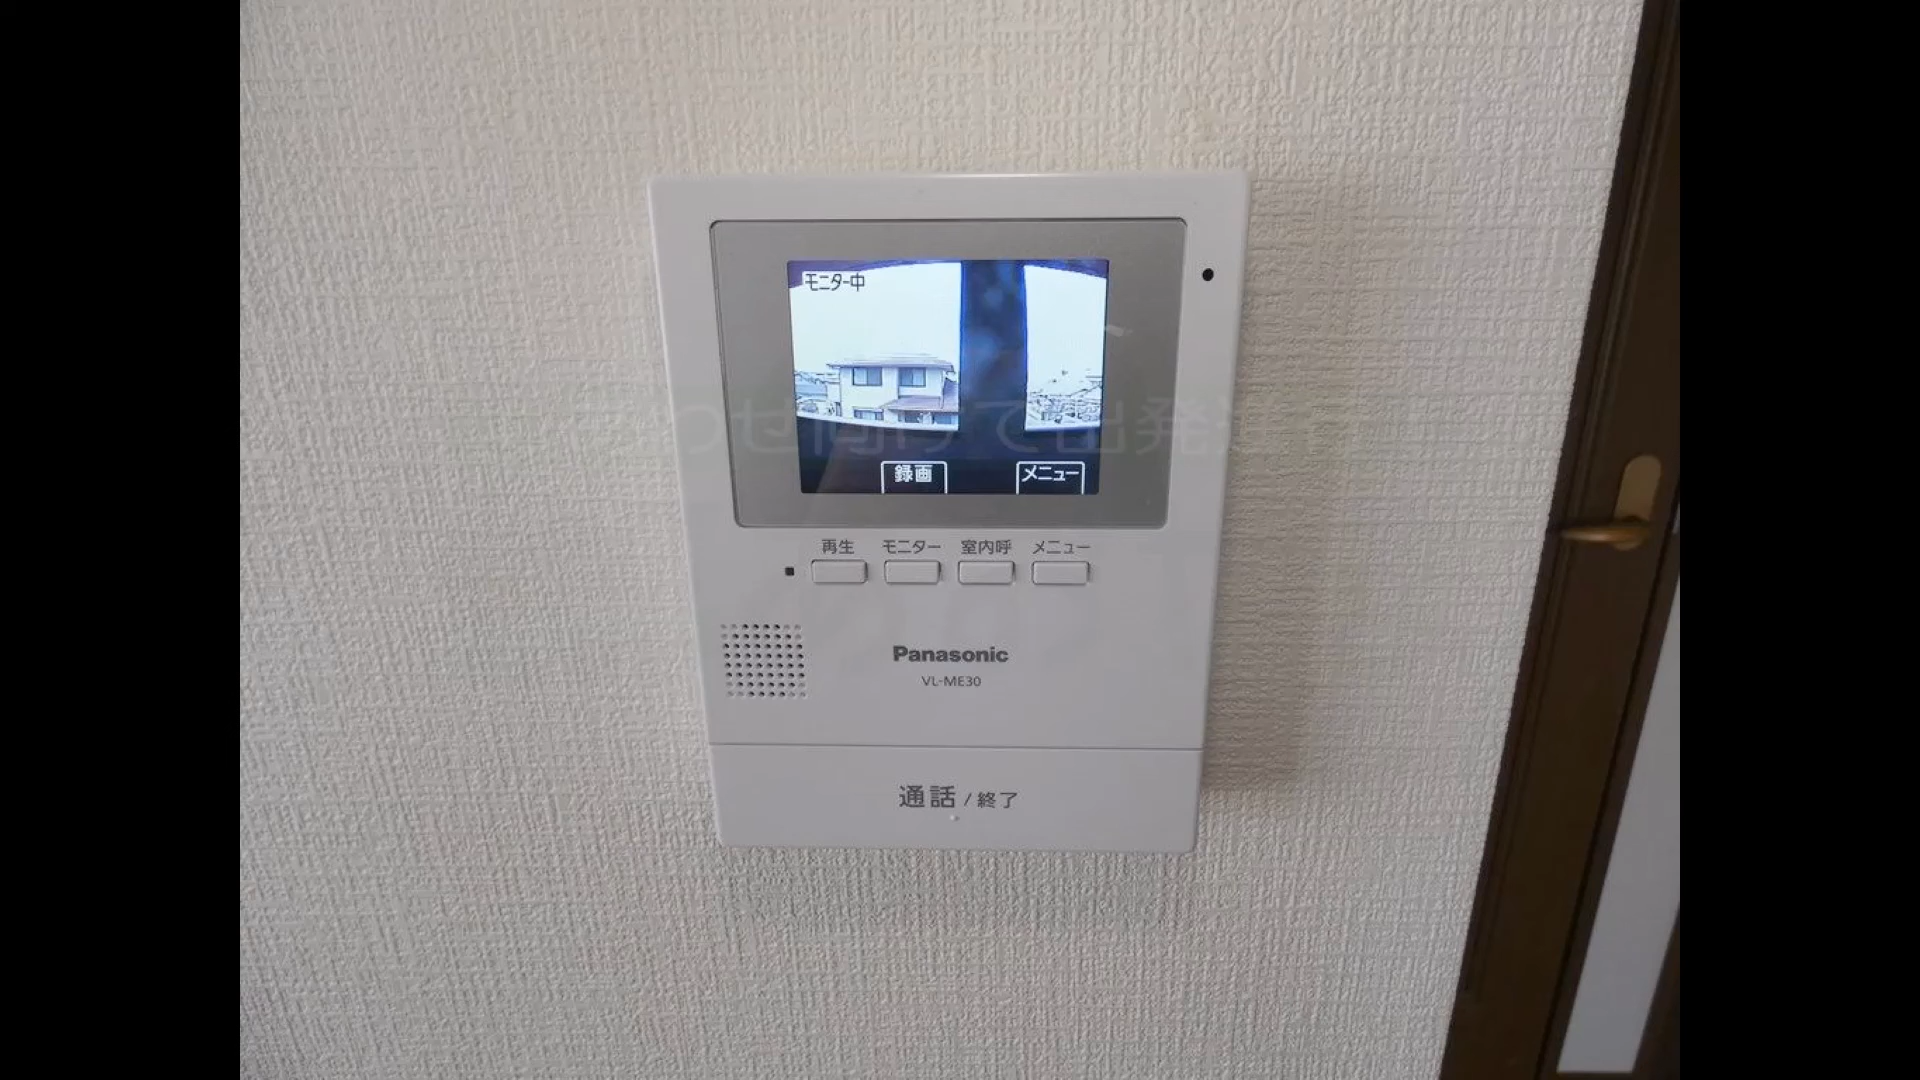 モニター中
録画 メニュー
再生 モニター 室内呼 メニュー
Panasonic
VL-ME30
通話 / 終了